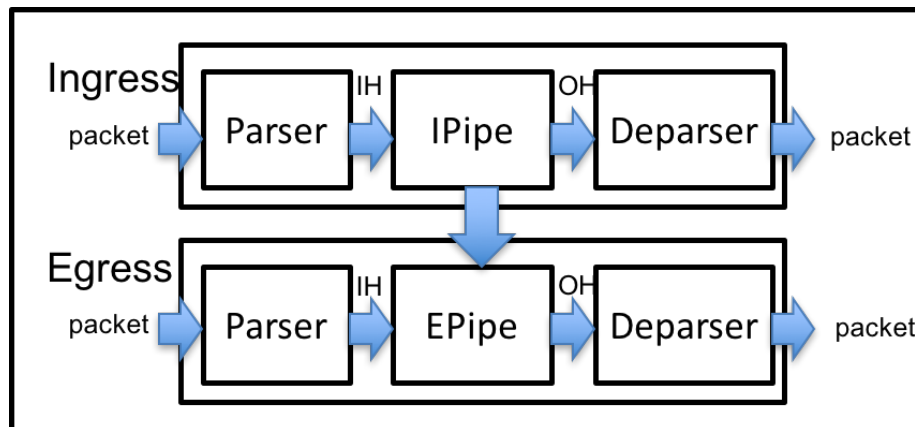 Ingress
packet
Parser
IH
IPipe
OH
Deparser
packet
Egress
packet
Parser
IH
EPipe
OH
Deparser
packet